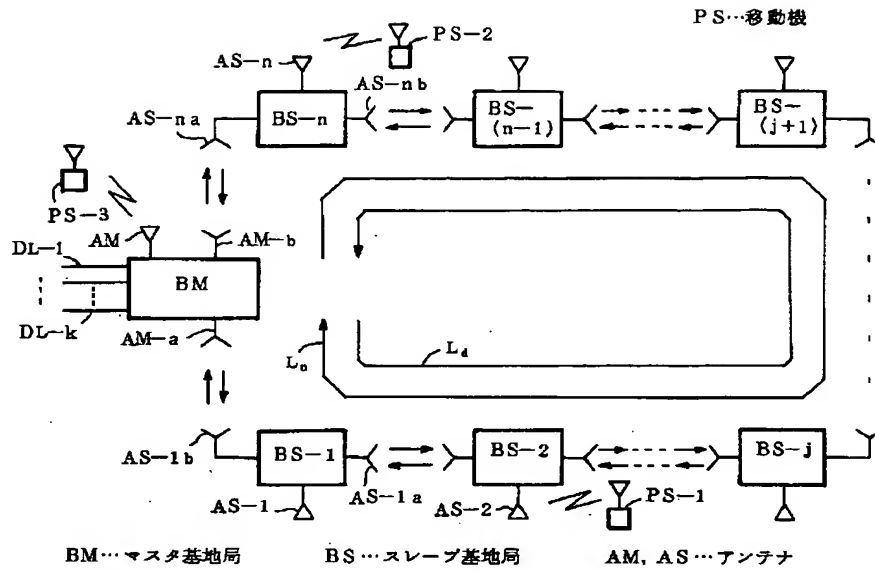 PS…移動機
PS-2
AS-n
AS-nb
AS-na
BS-n
BS-(n-1)
BS-(j+1)
PS-3
AM
AM-b
DL-1
BM
DL-k
AM-a
Lu
Ld
AS-1b
BS-1
BS-2
BS-j
AS-1
AS-1a
AS-2
PS-1
BM…マスタ基地局
BS…スレーブ基地局
AM, AS…アンテナ